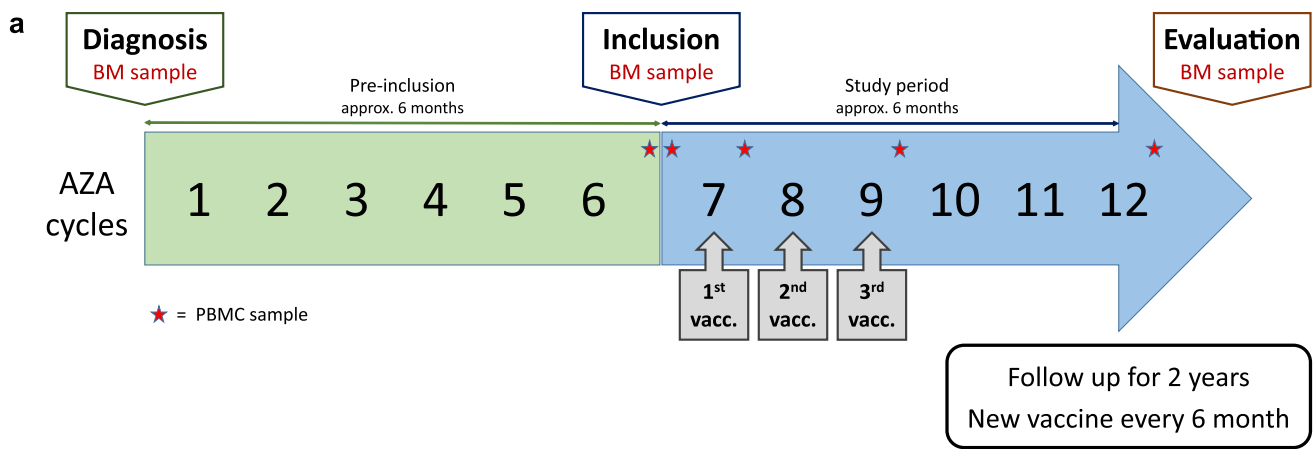 a
Diagnosis
BM sample
Inclusion
BM sample
Evaluation
BM sample
Pre-inclusion
approx. 6 months
Study period
approx. 6 months
AZA
cycles
1 2 3 4 5 6 7 8 9 10 11 12
1st
vacc.
2nd
vacc.
3rd
vacc.
= PBMC sample
Follow up for 2 years
New vaccine every 6 month